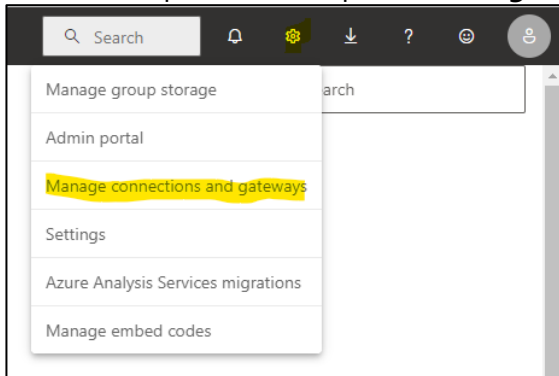 Search
?
Manage group storage
arch
Admin portal
Manage connections and gateways
Settings
Azure Analysis Services migrations
Manage embed codes